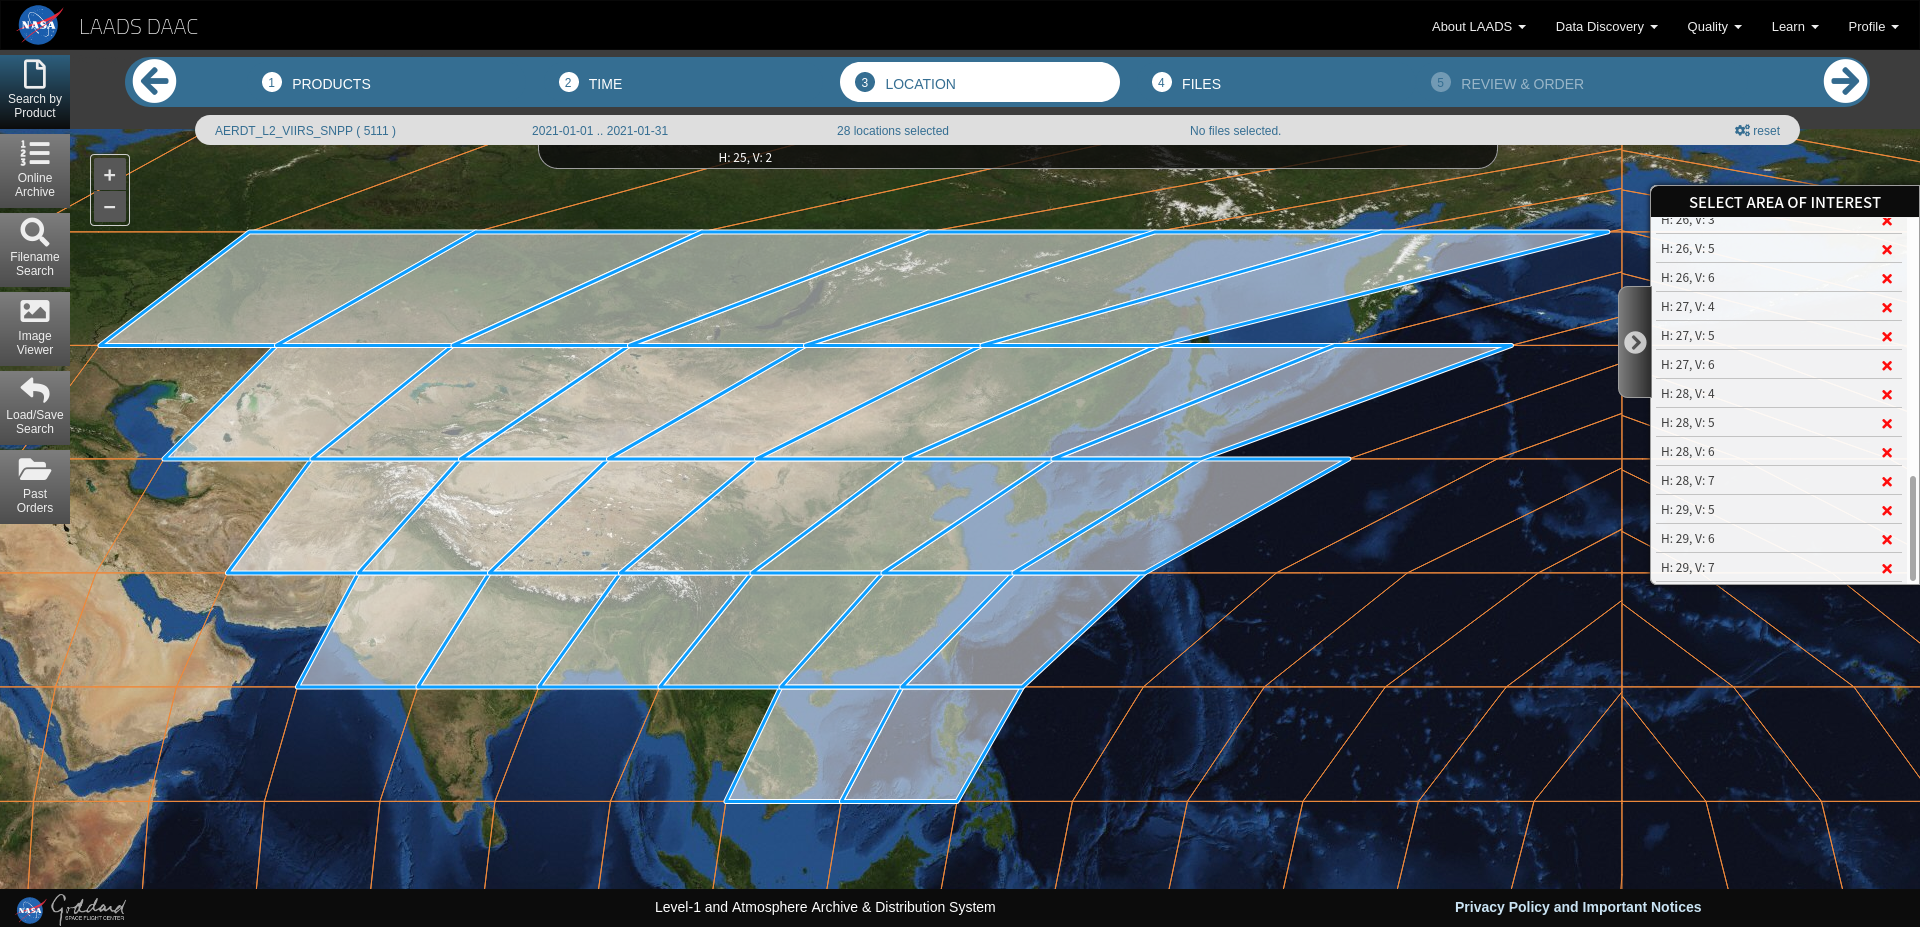 NASA
LAADS DAAC
About LAADS
Data Discovery
Quality
Learn
Profile
1 PRODUCTS
2 TIME
3 LOCATION
4 FILES
5 REVIEW & ORDER
AERDT_L2_VIIRS_SNPP ( 5111 )
2021-01-01 .. 2021-01-31
28 locations selected
No files selected.
reset
H: 25, V: 2
Search by
Product
1
2
3
Online
Archive
Filename
Search
Image
Viewer
Load/Save
Search
Past
Orders
+
−
SELECT AREA OF INTEREST
H: 26, V: 3
H: 26, V: 5
H: 26, V: 6
H: 27, V: 4
H: 27, V: 5
H: 27, V: 6
H: 28, V: 4
H: 28, V: 5
H: 28, V: 6
H: 28, V: 7
H: 29, V: 5
H: 29, V: 6
H: 29, V: 7
NASA
Goddard
SPACE FLIGHT CENTER
Level-1 and Atmosphere Archive & Distribution System
Privacy Policy and Important Notices